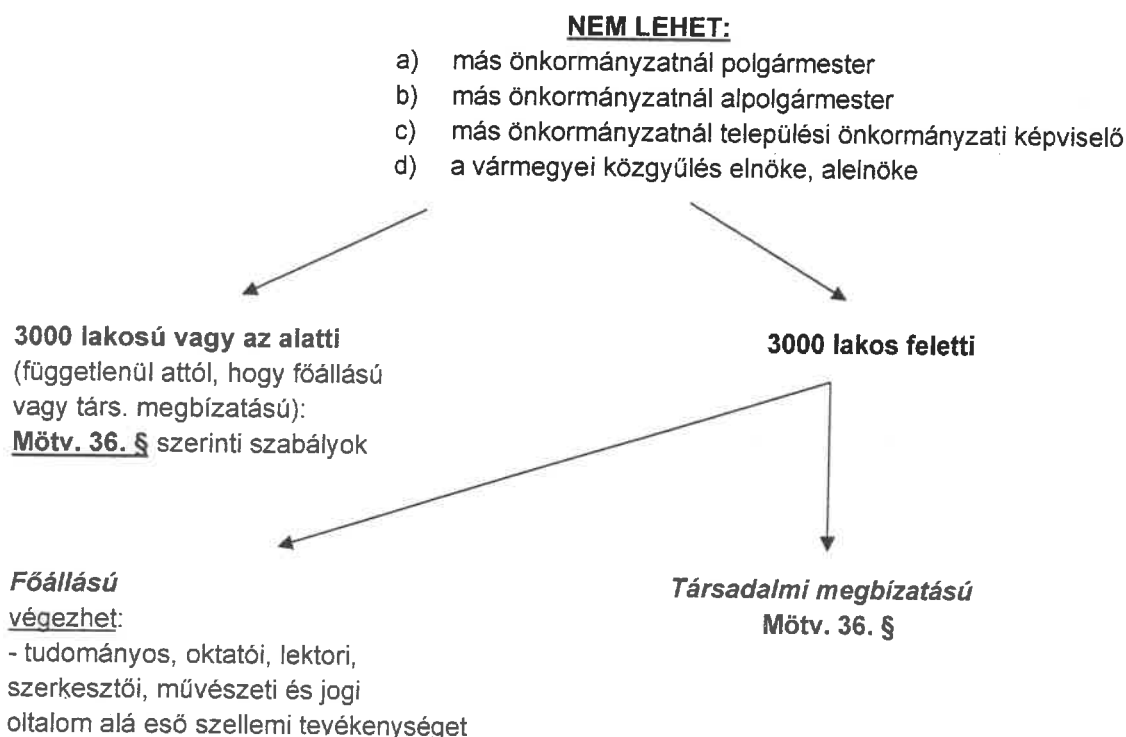 NEM LEHET:
a) más önkormányzatnál polgármester
b) más önkormányzatnál alpolgármester
c) más önkormányzatnál települési önkormányzati képviselő
d) a vármegyei közgyűlés elnöke, alelnöke
3000 lakosú vagy az alatti
(függetlenül attól, hogy főállású
vagy társ. megbízatású):
Mötv. 36. § szerinti szabályok
3000 lakos feletti
Főállású
végezhet:
- tudományos, oktatói, lektori,
szerkesztői, művészeti és jogi
oltalom alá eső szellemi tevékenységet
Társadalmi megbízatású
Mötv. 36. §